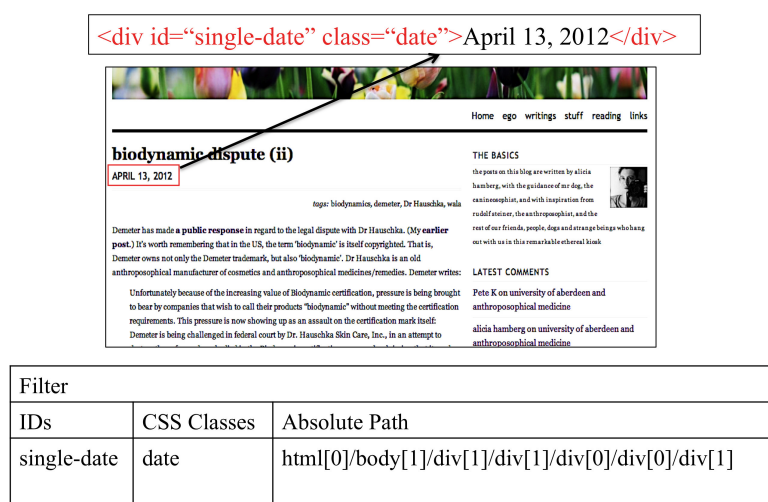 <div id=“single-date” class=“date”>April 13, 2012</div>
Home ego writings stuff reading links
biodynamic dispute (ii)
APRIL 13, 2012
tags: biodynamics, demeter, Dr Hauschka, wala
Demeter has made a public response in regard to the legal dispute with Dr Hauschka. (My earlier
post.) It's worth remembering that in the US, the term 'biodynamic' is itself copyrighted. That is,
Demeter owns not only the Demeter trademark, but also 'biodynamic'. Dr Hauschka is an old
anthroposophical manufacturer of cosmetics and anthroposophical medicines/remedies. Demeter writes:
Unfortunately because of the increasing value of Biodynamic certification, pressure is being brought
to bear by companies that wish to call their products "biodynamic" without meeting the certification
requirements. This pressure is now showing up as an assault on the certification mark itself:
Demeter is being challenged in federal court by Dr. Hauschka Skin Care, Inc., in an attempt to
THE BASICS
the posts on this blog are written by alicia
hamberg, with the guidance of mr dog, the
canineosophist, and with inspiration from
rudolf steiner, the anthroposophist, and the
rest of our friends, people, dogs and strange beings who hang
out with us in this remarkable ethereal kiosk
LATEST COMMENTS
Pete K on university of aberdeen and
anthroposophical medicine
alicia hamberg on university of aberdeen and
anthroposophical medicine
Filter
IDs CSS Classes Absolute Path
single-date date html[0]/body[1]/div[1]/div[1]/div[0]/div[0]/div[1]